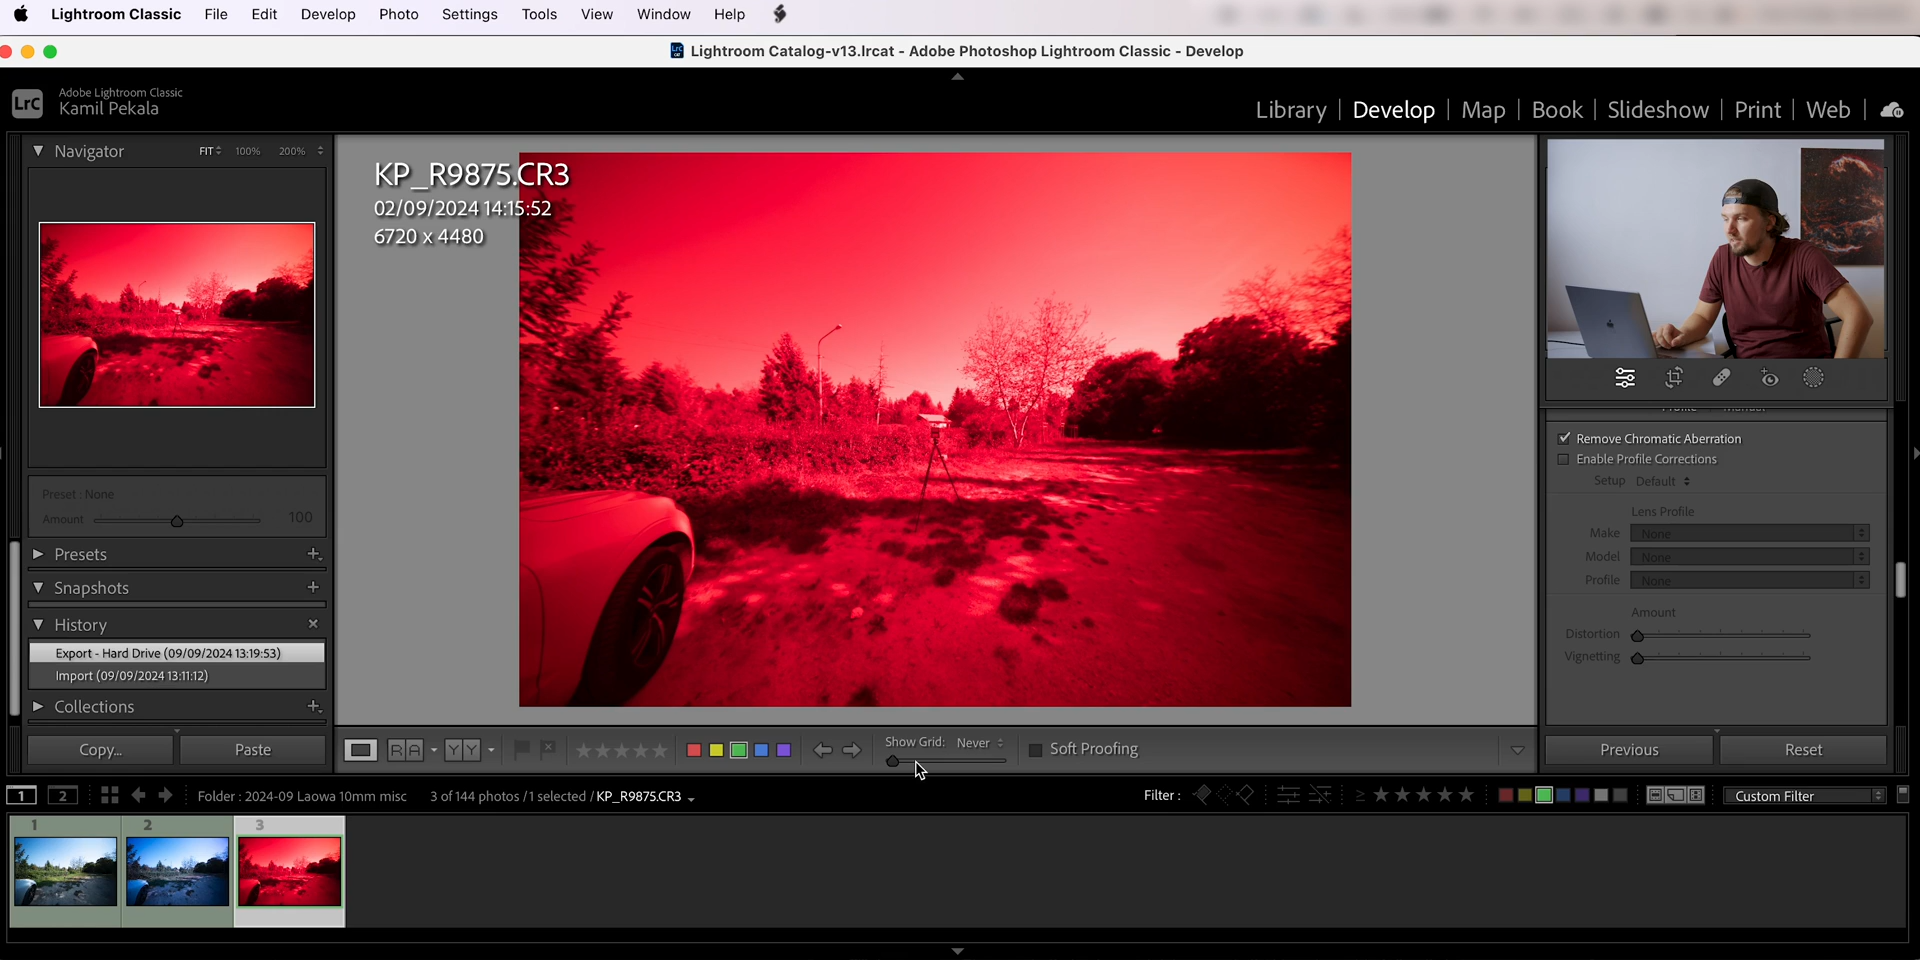 Lightroom Classic File Edit Develop Photo Settings Tools View Window Help
LrC Lightroom Catalog-v13.lrcat - Adobe Photoshop Lightroom Classic - Develop
LrC
Adobe Lightroom Classic
Kamil Pekala
Library | Develop | Map | Book | Slideshow | Print | Web |
Navigator FIT 100% 200%
Preset : None
Amount 100
Presets
Snapshots
History
Export - Hard Drive (09/09/2024 13:19:53)
Import (09/09/2024 13:11:12)
Collections
Copy... Paste
KP_R9875.CR3
02/09/2024 14:15:52
6720 x 4480
Remove Chromatic Aberration
Enable Profile Corrections
Setup Default
Lens Profile
Make None
Model None
Profile None
Amount
Distortion
Vignetting
R A Y Y Show Grid: Never Soft Proofing
Previous Reset
1 2 Folder : 2024-09 Laowa 10mm misc 3 of 144 photos / 1 selected / KP_R9875.CR3 Filter : ≥ Custom Filter
1 2 3